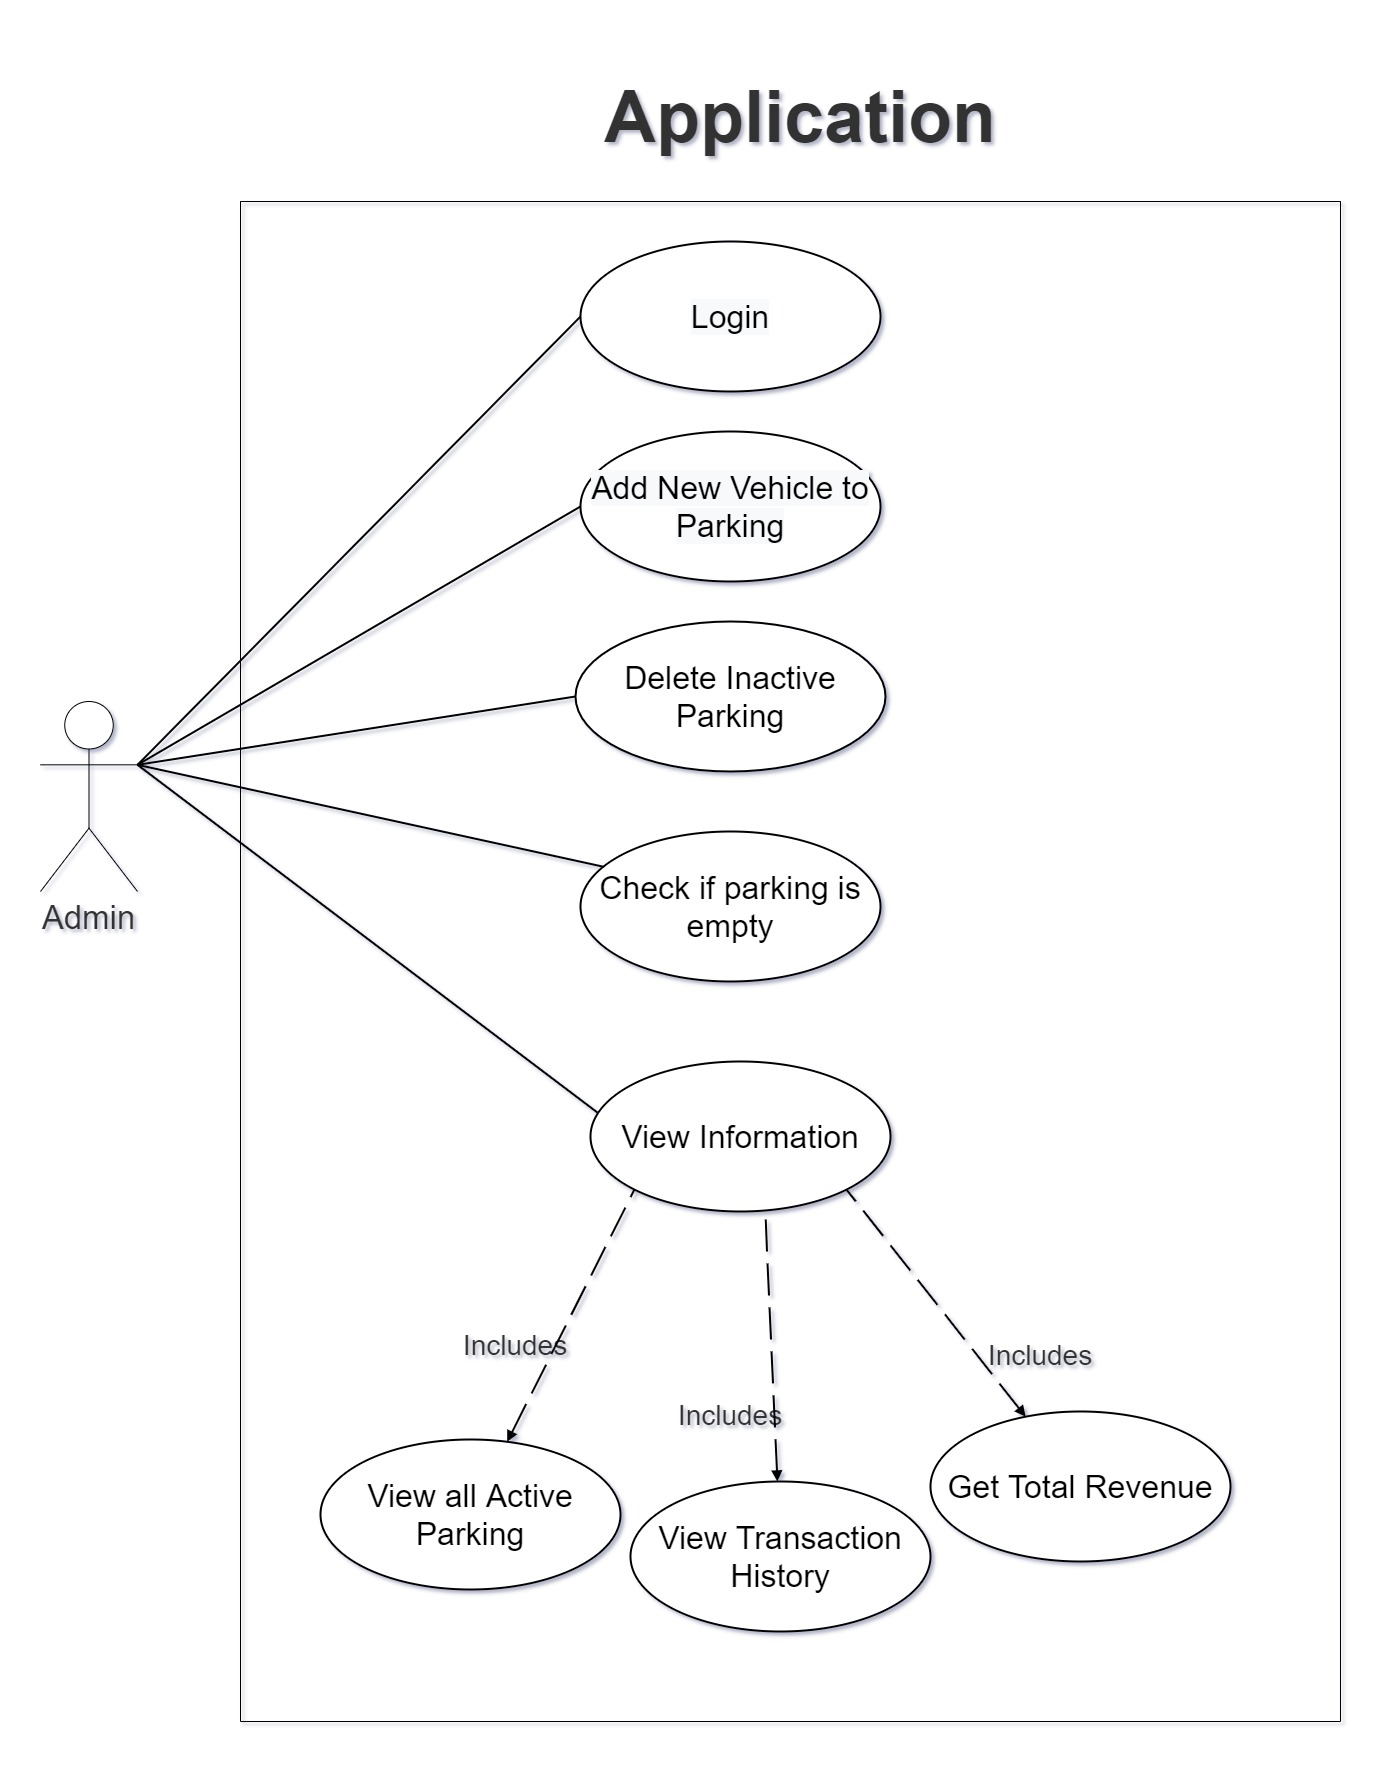 Application
Login
Add New Vehicle to
Parking
Delete Inactive
Parking
Admin
Check if parking is
empty
View Information
Includes
Includes
Includes
View all Active
Parking
View Transaction
History
Get Total Revenue